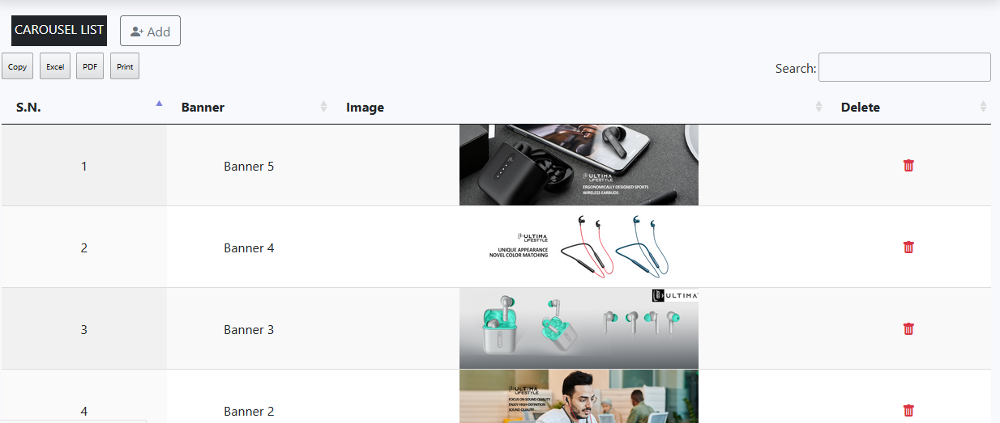 CAROUSEL LIST Add
Copy Excel PDF Print Search:
S.N. Banner Image Delete
1 Banner 5
ULTIMA
LIFESTYLE
ERGONOMICALLY DESIGNED SPORTS
WIRELESS EARBUDS
2 Banner 4
ULTIMA
LIFESTYLE
UNIQUE APPEARANCE
NOVEL COLOR MATCHING
3 Banner 3
ULTIMA
4 Banner 2
ULTIMA
LIFESTYLE
FOCUS ON SOUND QUALITY
ENJOY HIGH-DEFINITION
SOUND QUALITY